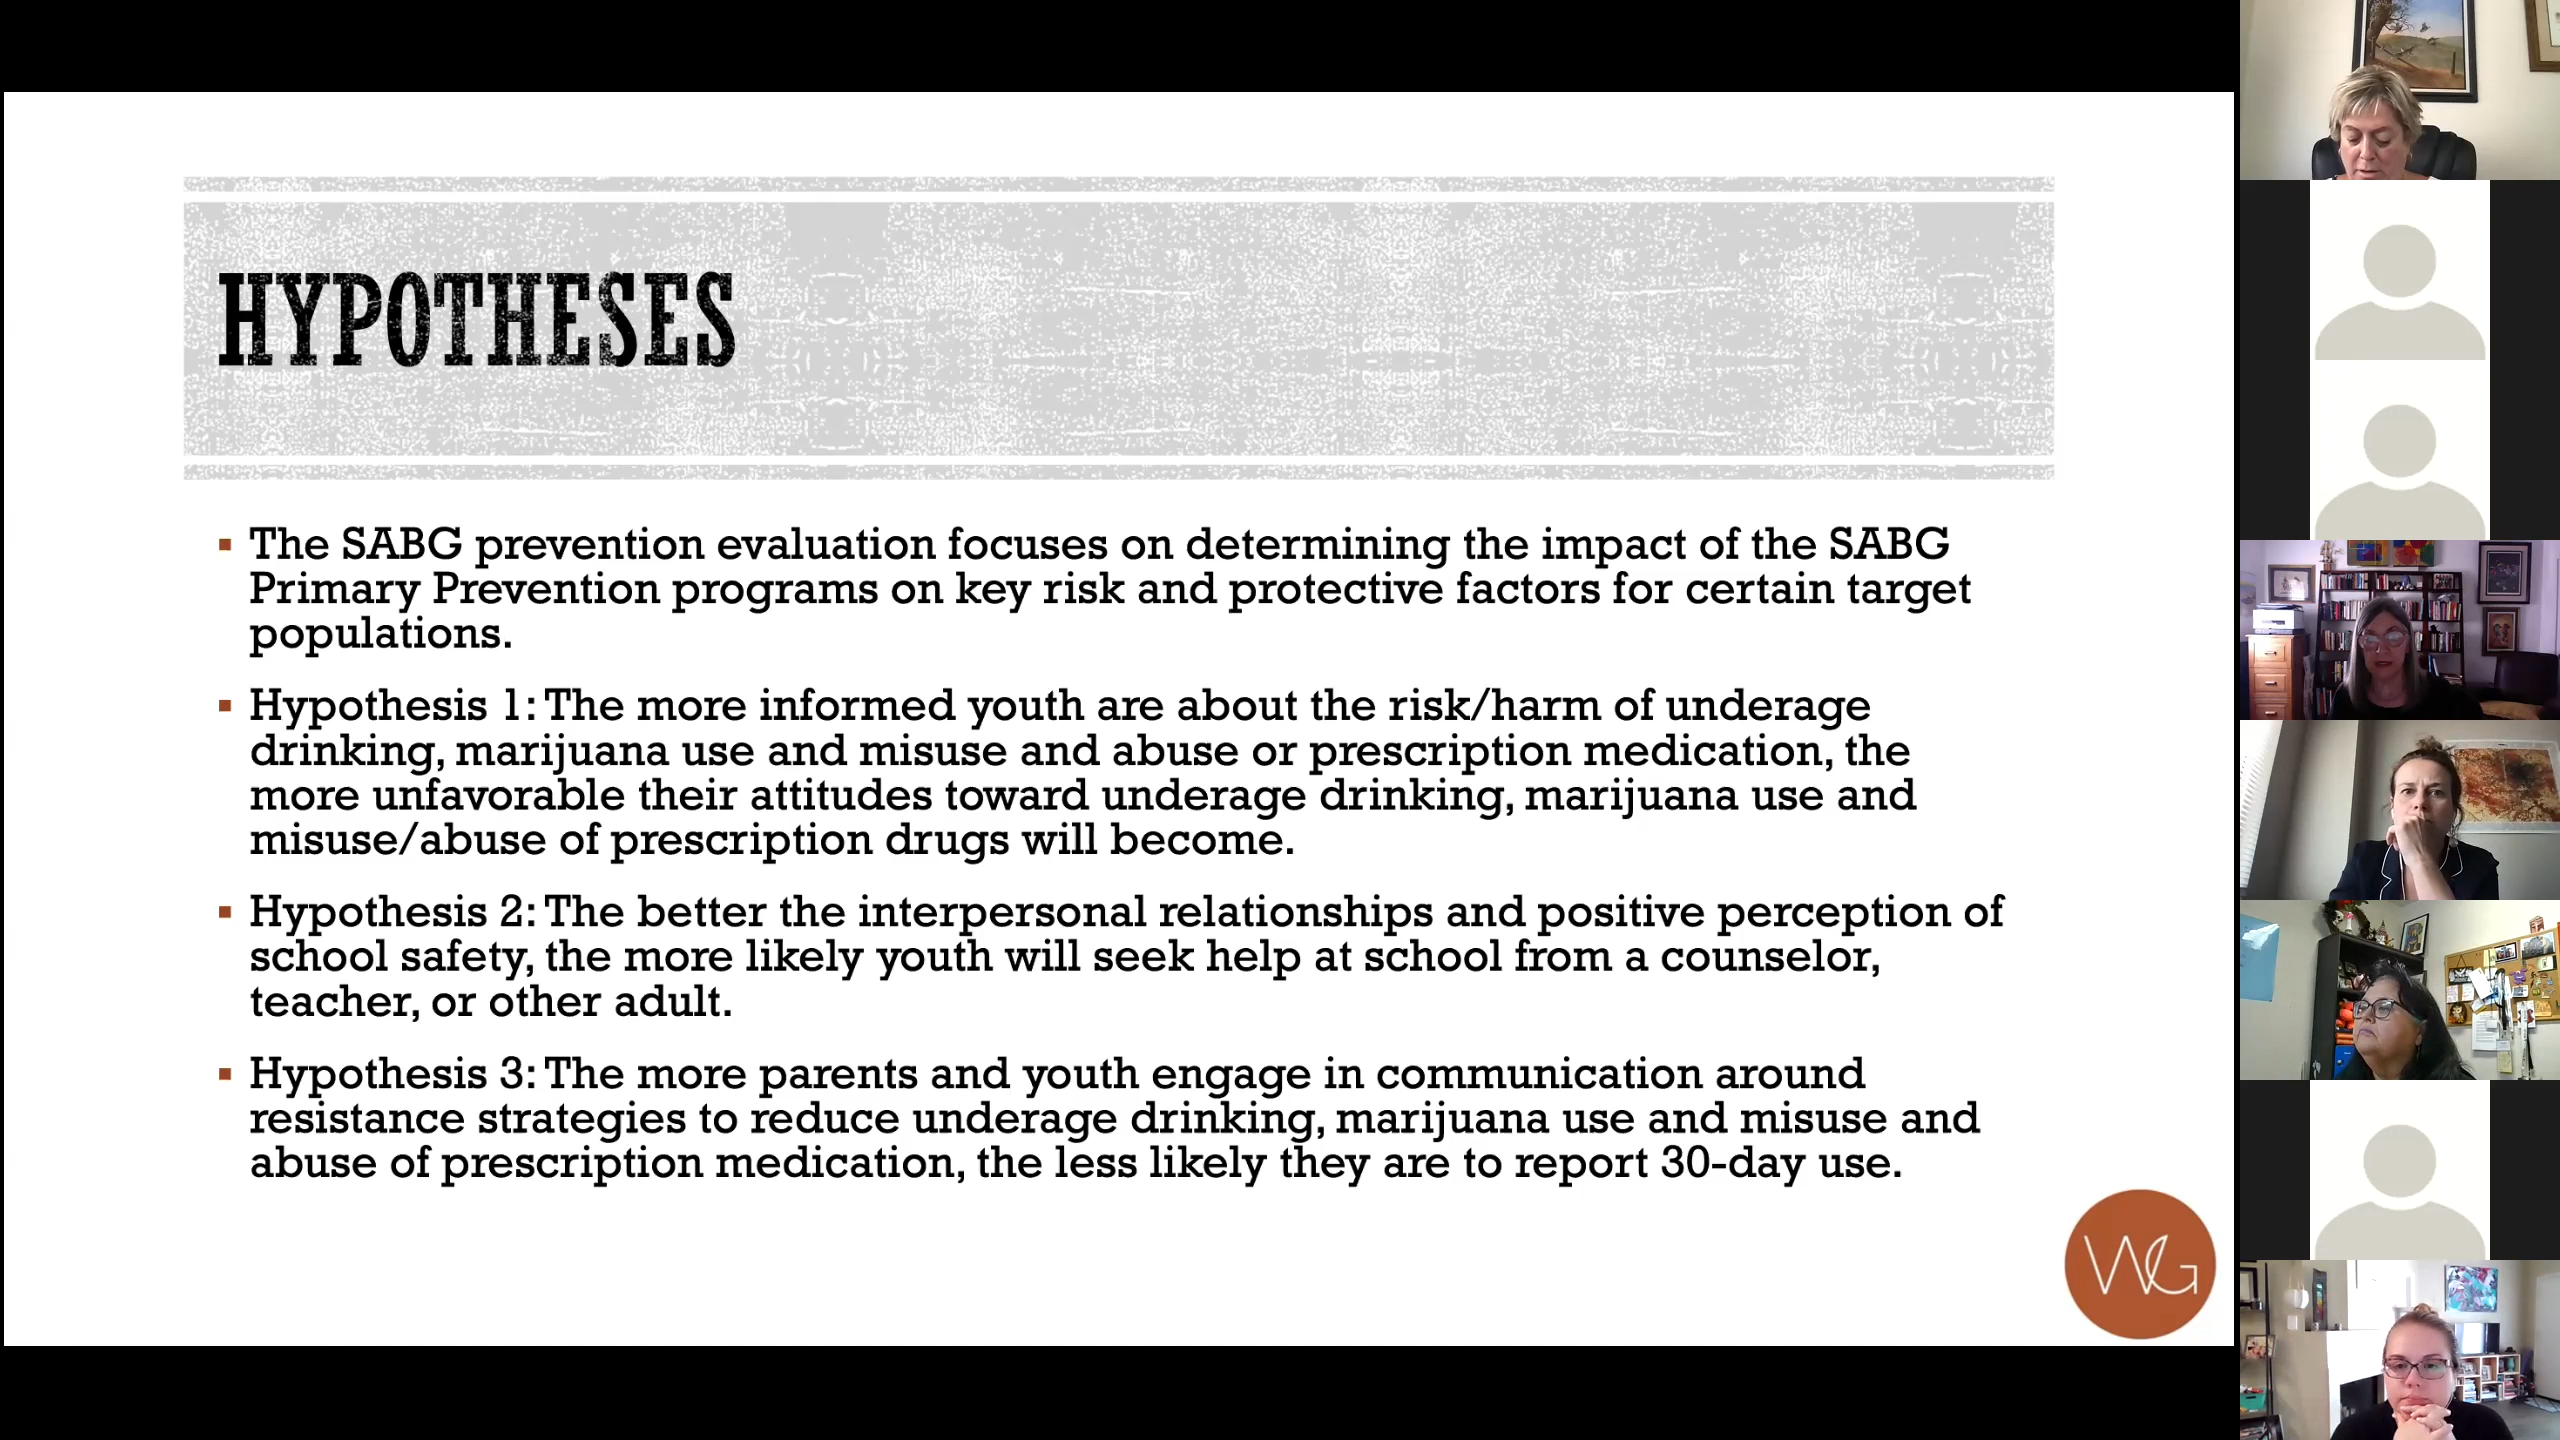 HYPOTHESES
▪ The SABG prevention evaluation focuses on determining the impact of the SABG
Primary Prevention programs on key risk and protective factors for certain target
populations.
▪ Hypothesis 1: The more informed youth are about the risk/harm of underage
drinking, marijuana use and misuse and abuse or prescription medication, the
more unfavorable their attitudes toward underage drinking, marijuana use and
misuse/abuse of prescription drugs will become.
▪ Hypothesis 2: The better the interpersonal relationships and positive perception of
school safety, the more likely youth will seek help at school from a counselor,
teacher, or other adult.
▪ Hypothesis 3: The more parents and youth engage in communication around
resistance strategies to reduce underage drinking, marijuana use and misuse and
abuse of prescription medication, the less likely they are to report 30-day use.
WG